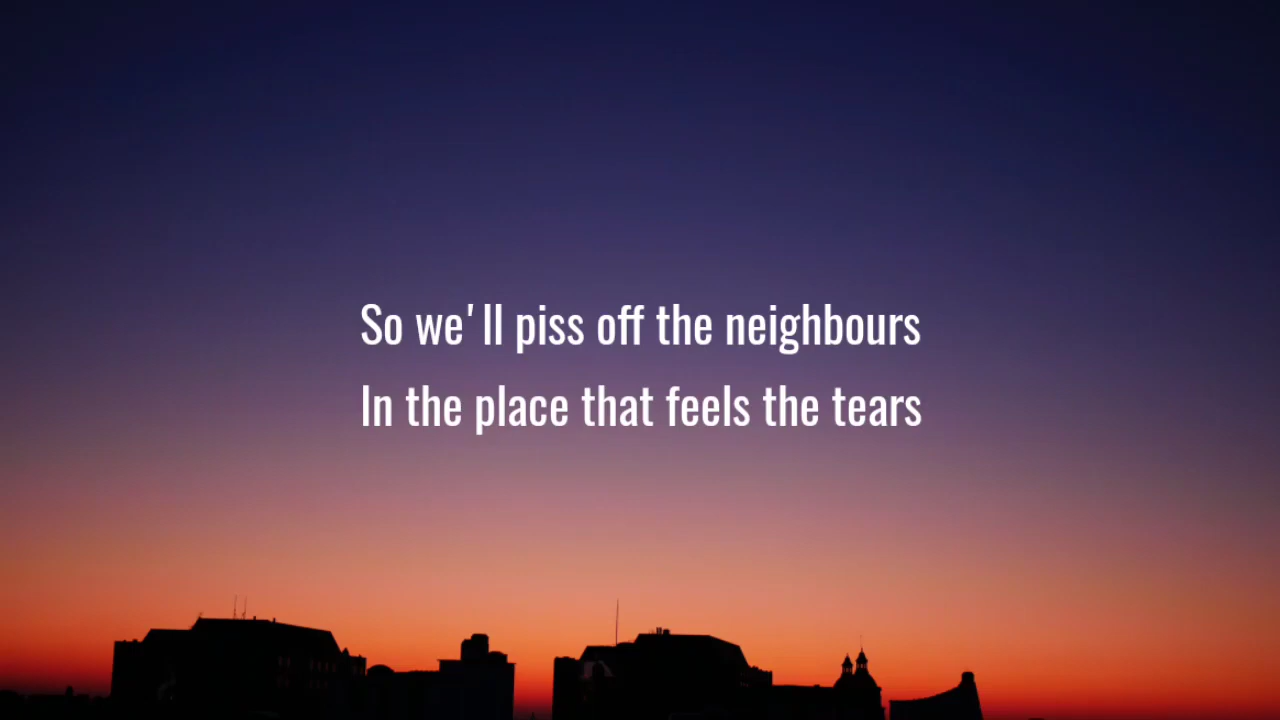 So we'll piss off the neighbours
In the place that feels the tears